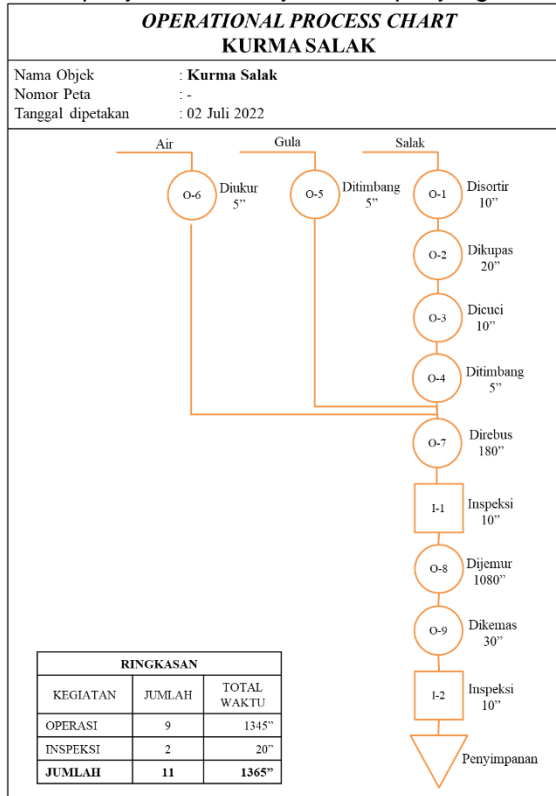 OPERATIONAL PROCESS CHART
KURMA SALAK
Nama Objek : Kurma Salak
Nomor Peta : -
Tanggal dipetakan : 02 Juli 2022
Air
Gula
Salak
O-6 Diukur
5”
O-5 Ditimbang
5”
O-1 Disortir
10”
O-2 Dikupas
20”
O-3 Dicuci
10”
O-4 Ditimbang
5”
O-7 Direbus
180”
I-1 Inspeksi
10”
O-8 Dijemur
1080”
O-9 Dikemas
30”
I-2 Inspeksi
10”
Penyimpanan
RINGKASAN
KEGIATAN JUMLAH TOTAL
WAKTU
OPERASI 9 1345”
INSPEKSI 2 20”
JUMLAH 11 1365”